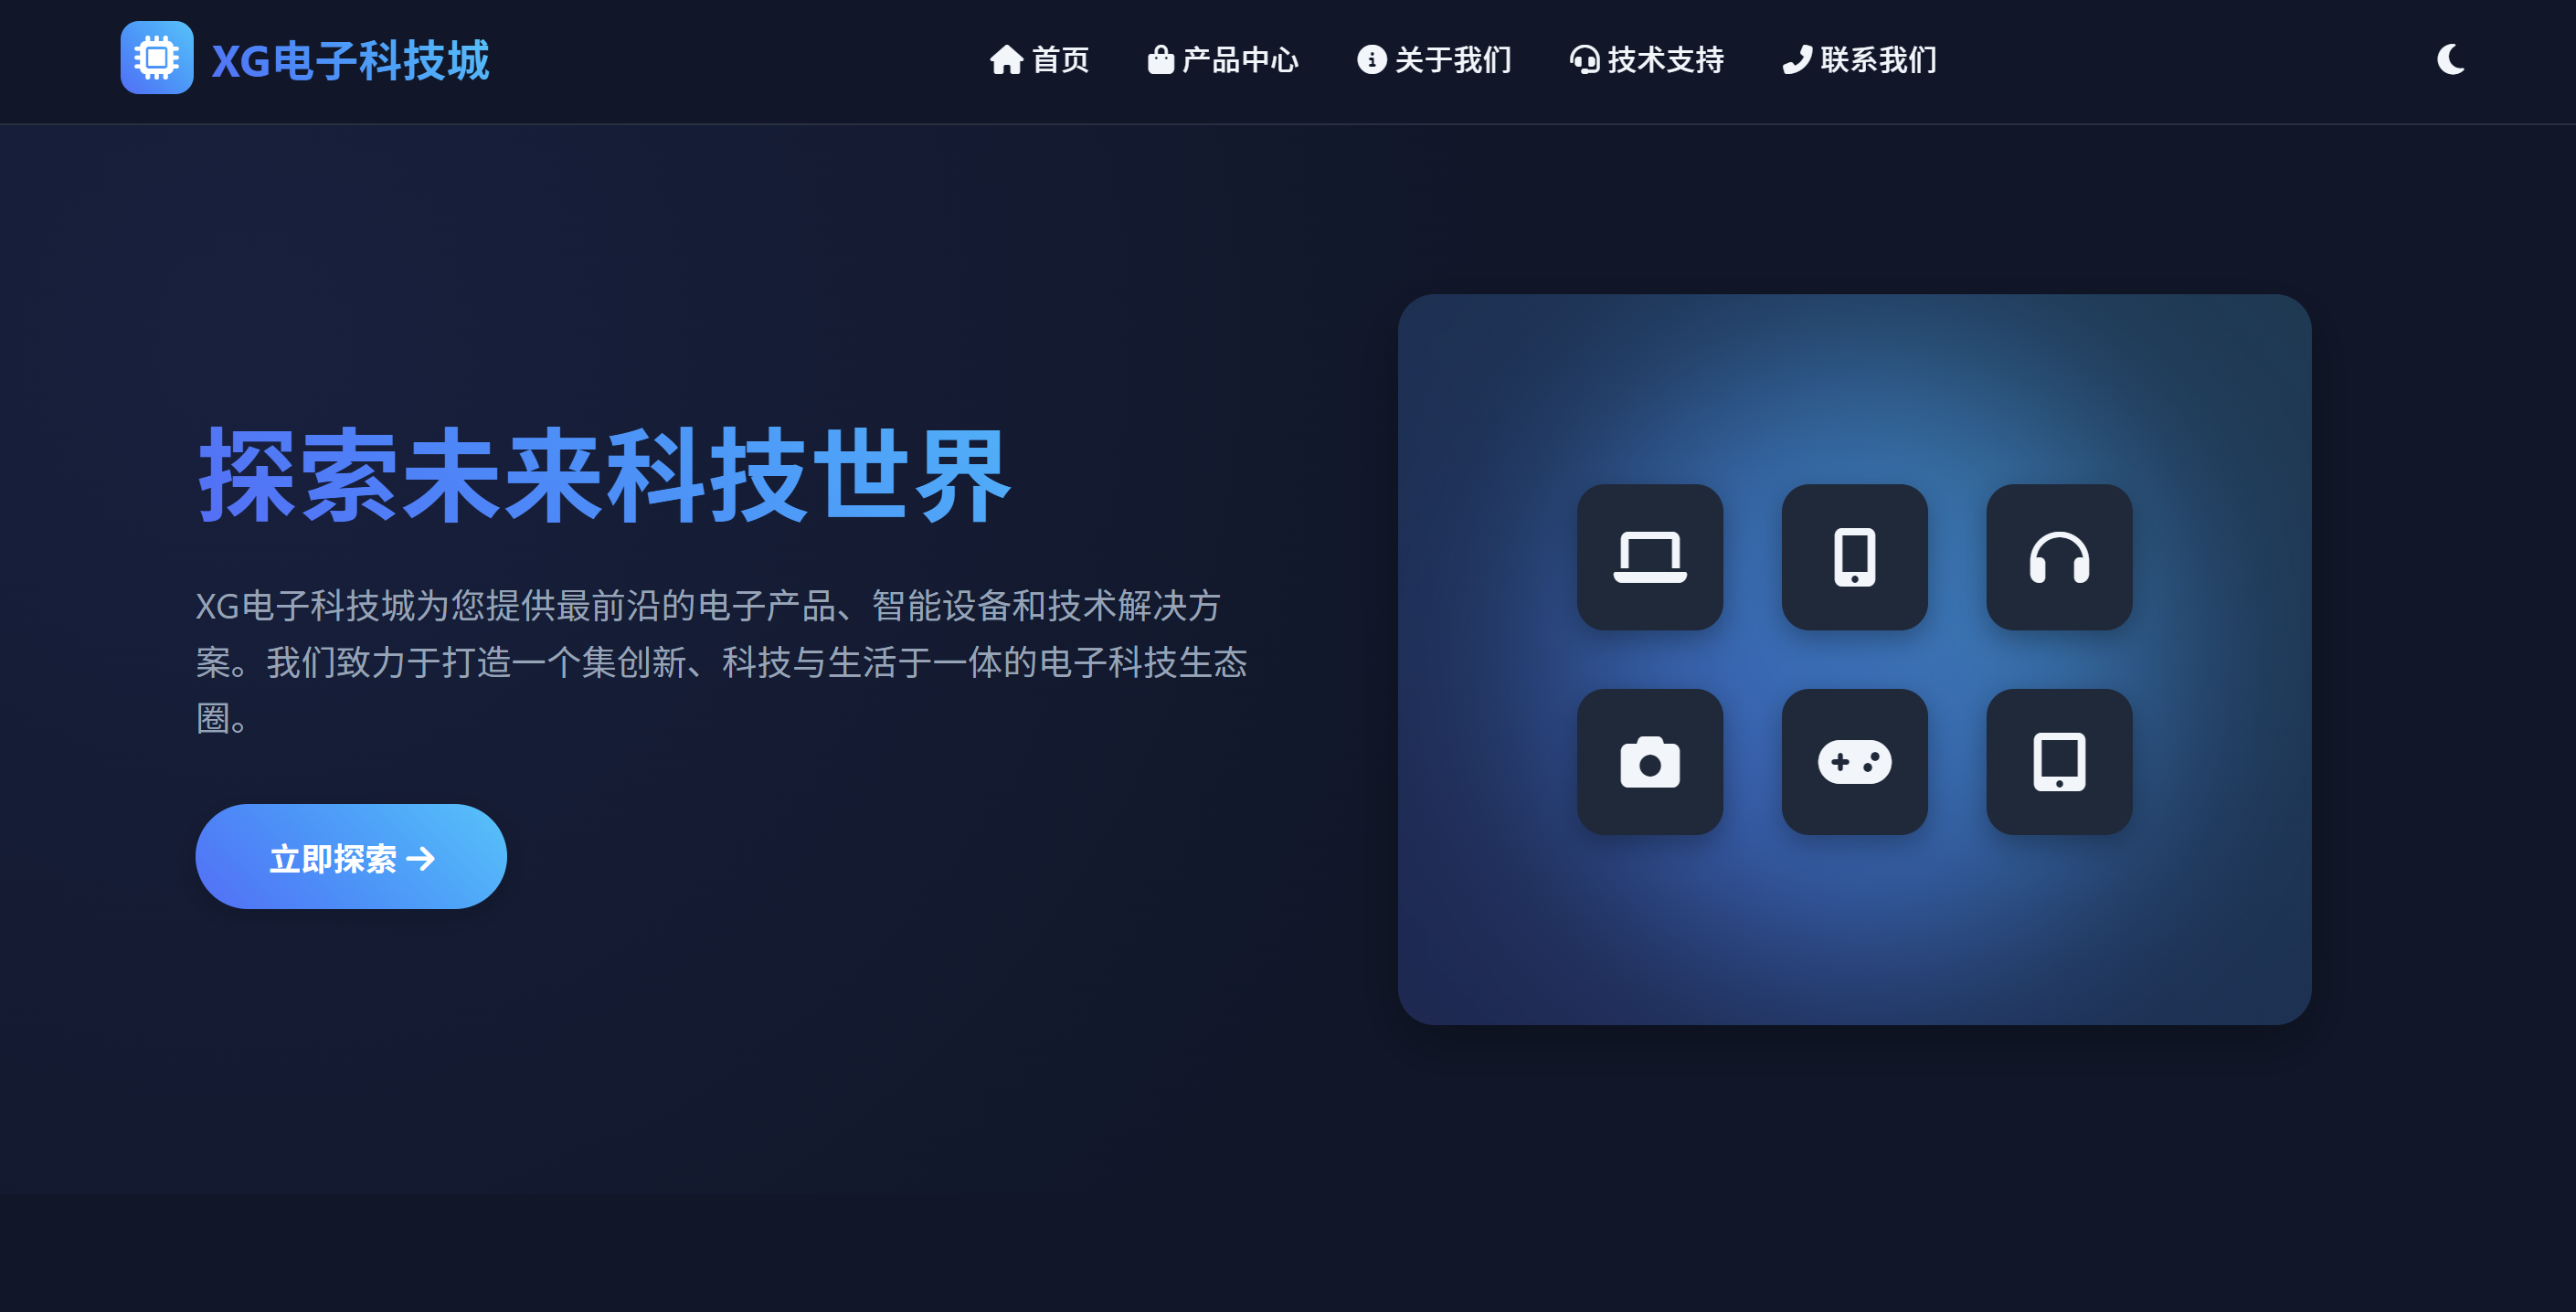 XG电子科技城
首页
产品中心
关于我们
技术支持
联系我们
探索未来科技世界
XG电子科技城为您提供最前沿的电子产品、智能设备和技术解决方
案。我们致力于打造一个集创新、科技与生活于一体的电子科技生态
圈。
立即探索